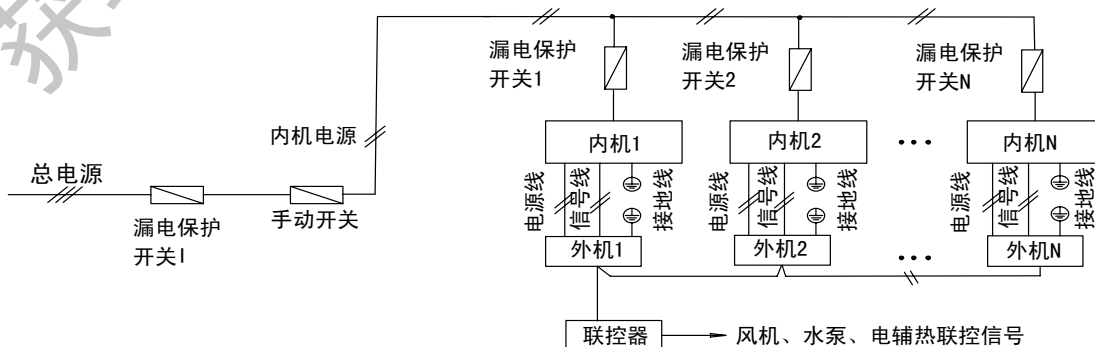 获
总电源
漏电保护
开关I
手动开关
内机电源
漏电保护
开关1
漏电保护
开关2
漏电保护
开关N
内机1
内机2
···
内机N
电源线
信号线
接地线
电源线
信号线
接地线
电源线
信号线
接地线
外机1
外机2
···
外机N
联控器
风机、水泵、电辅热联控信号